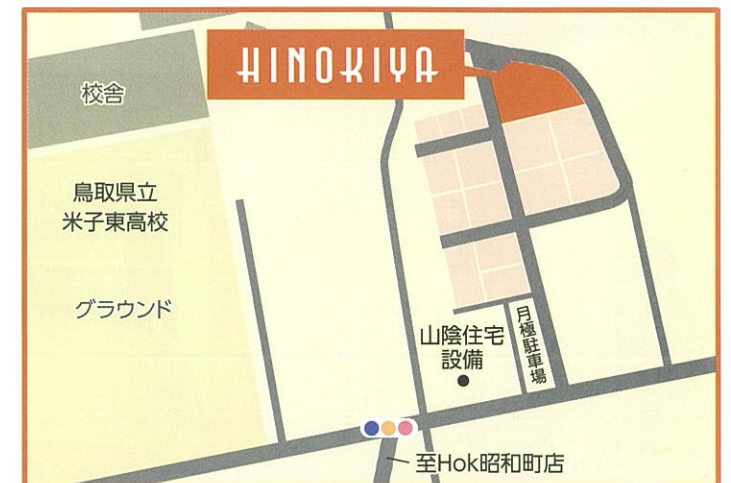 HINOKIYA
校舎
鳥取県立
米子東高校
グラウンド
山陰住宅
設備
月極駐車場
至Hok昭和町店